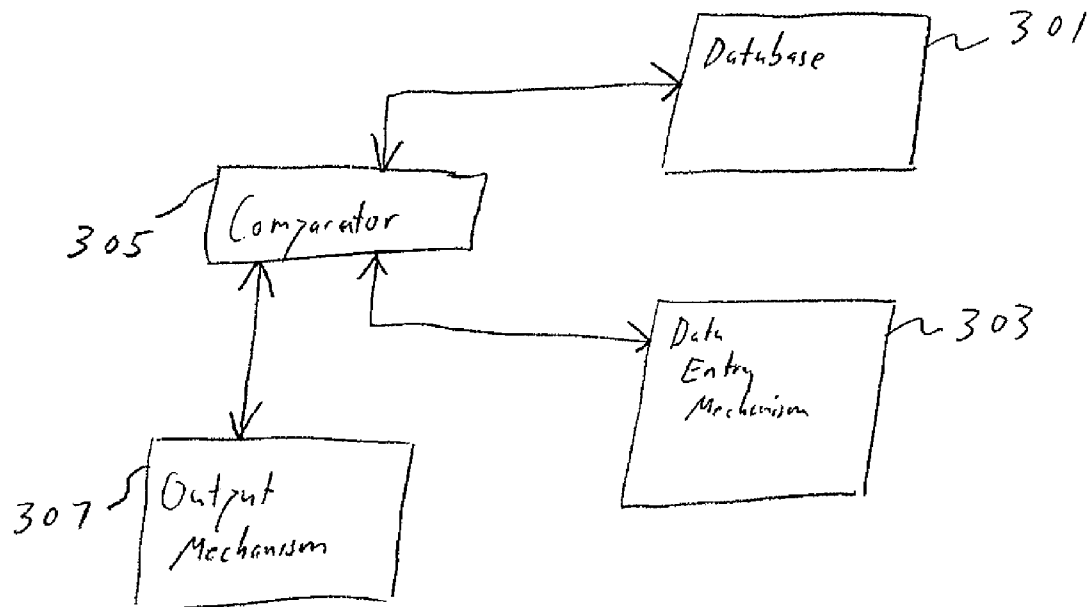 301
Database
305
Comparator
303
Data
Entry
Mechanism
307
Output
Mechanism